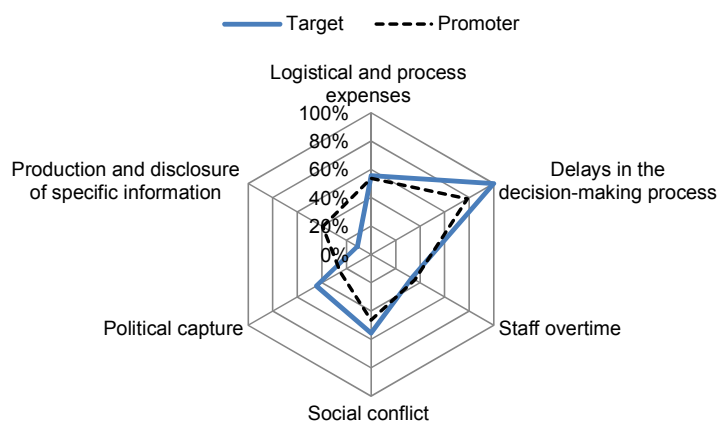 Target
Promoter
Logistical and process
expenses
100%
80%
60%
40%
20%
0%
Delays in the
decision-making process
Staff overtime
Social conflict
Political capture
Production and disclosure
of specific information